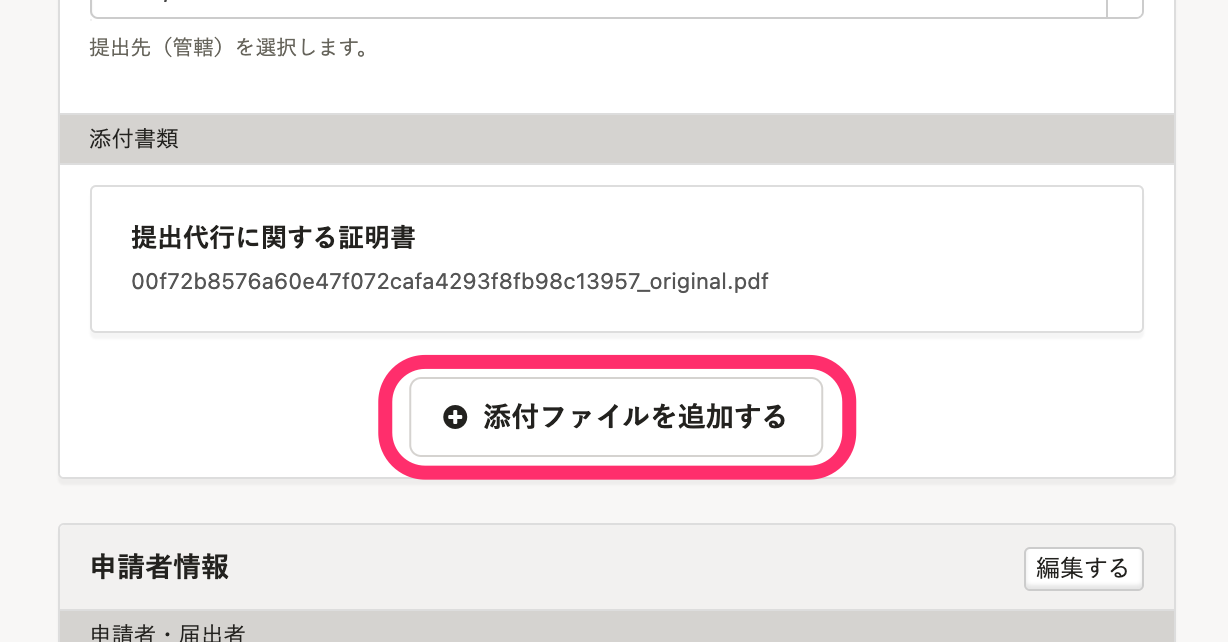 提出先（管轄）を選択します。
添付書類
提出代行に関する証明書
00f72b8576a60e47f072cafa4293f8fb98c13957_original.pdf
添付ファイルを追加する
申請者情報
編集する
申請者・届出者